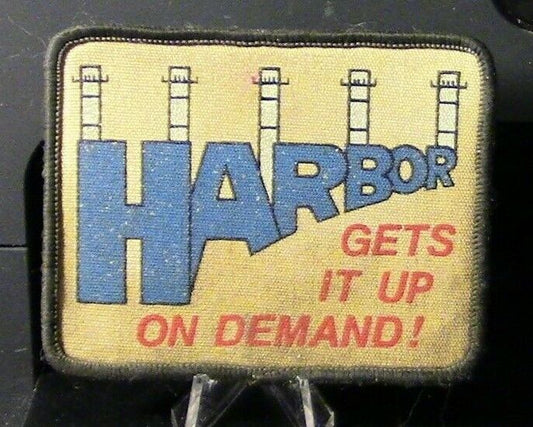 HARBOR
GETS
IT UP
ON DEMAND!